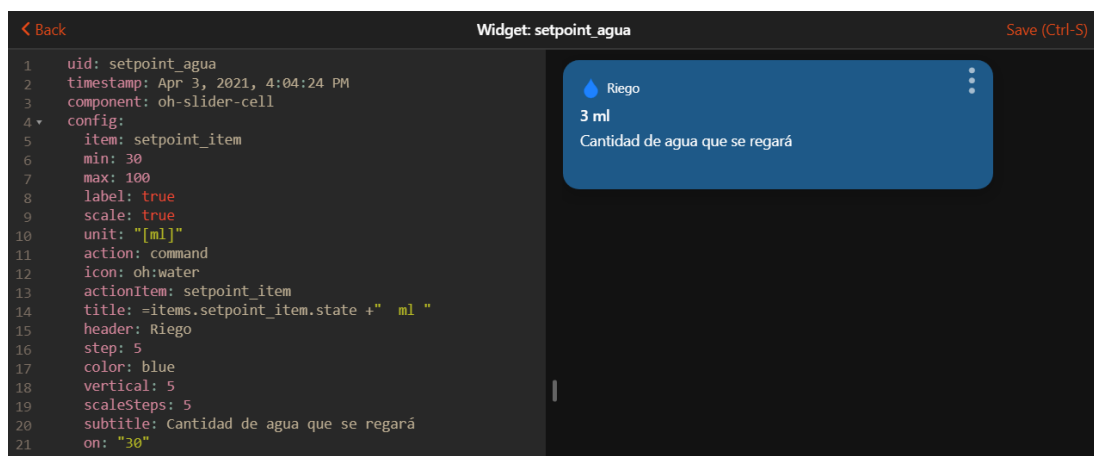 Back
Widget: setpoint_agua
Save (Ctrl-S)
1 uid: setpoint_agua
2 timestamp: Apr 3, 2021, 4:04:24 PM
3 component: oh-slider-cell
4 config:
5 item: setpoint_item
6 min: 30
7 max: 100
8 label: true
9 scale: true
10 unit: "[ml]"
11 action: command
12 icon: oh:water
13 actionItem: setpoint_item
14 title: =items.setpoint_item.state +"  ml "
15 header: Riego
16 step: 5
17 color: blue
18 vertical: 5
19 scaleSteps: 5
20 subtitle: Cantidad de agua que se regará
21 on: "30"
Riego
3 ml
Cantidad de agua que se regará